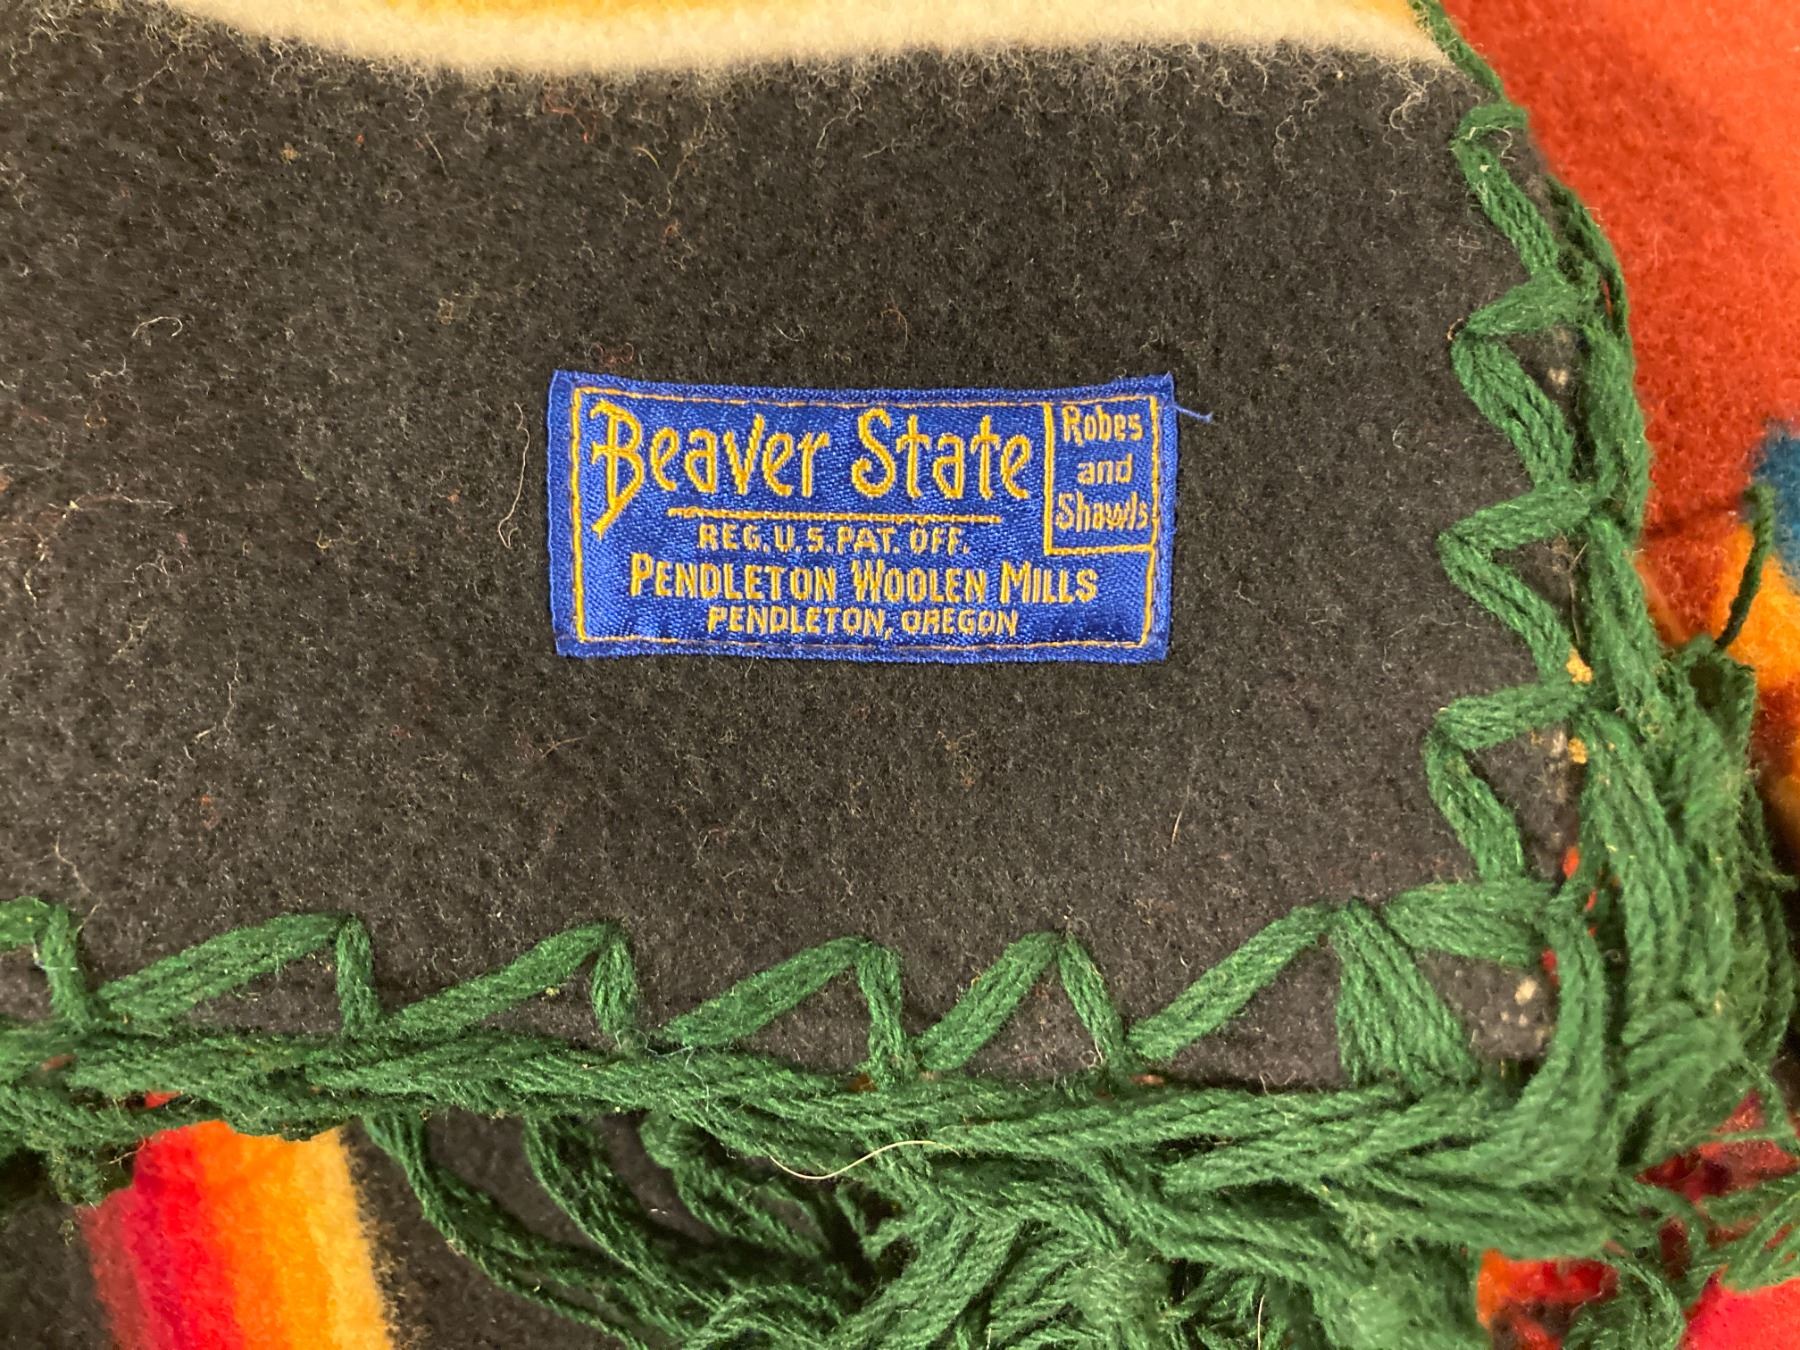 Beaver State
Robes
and
Shawls
REG. U.S. PAT. OFF.
PENDLETON WOOLEN MILLS
PENDLETON, OREGON